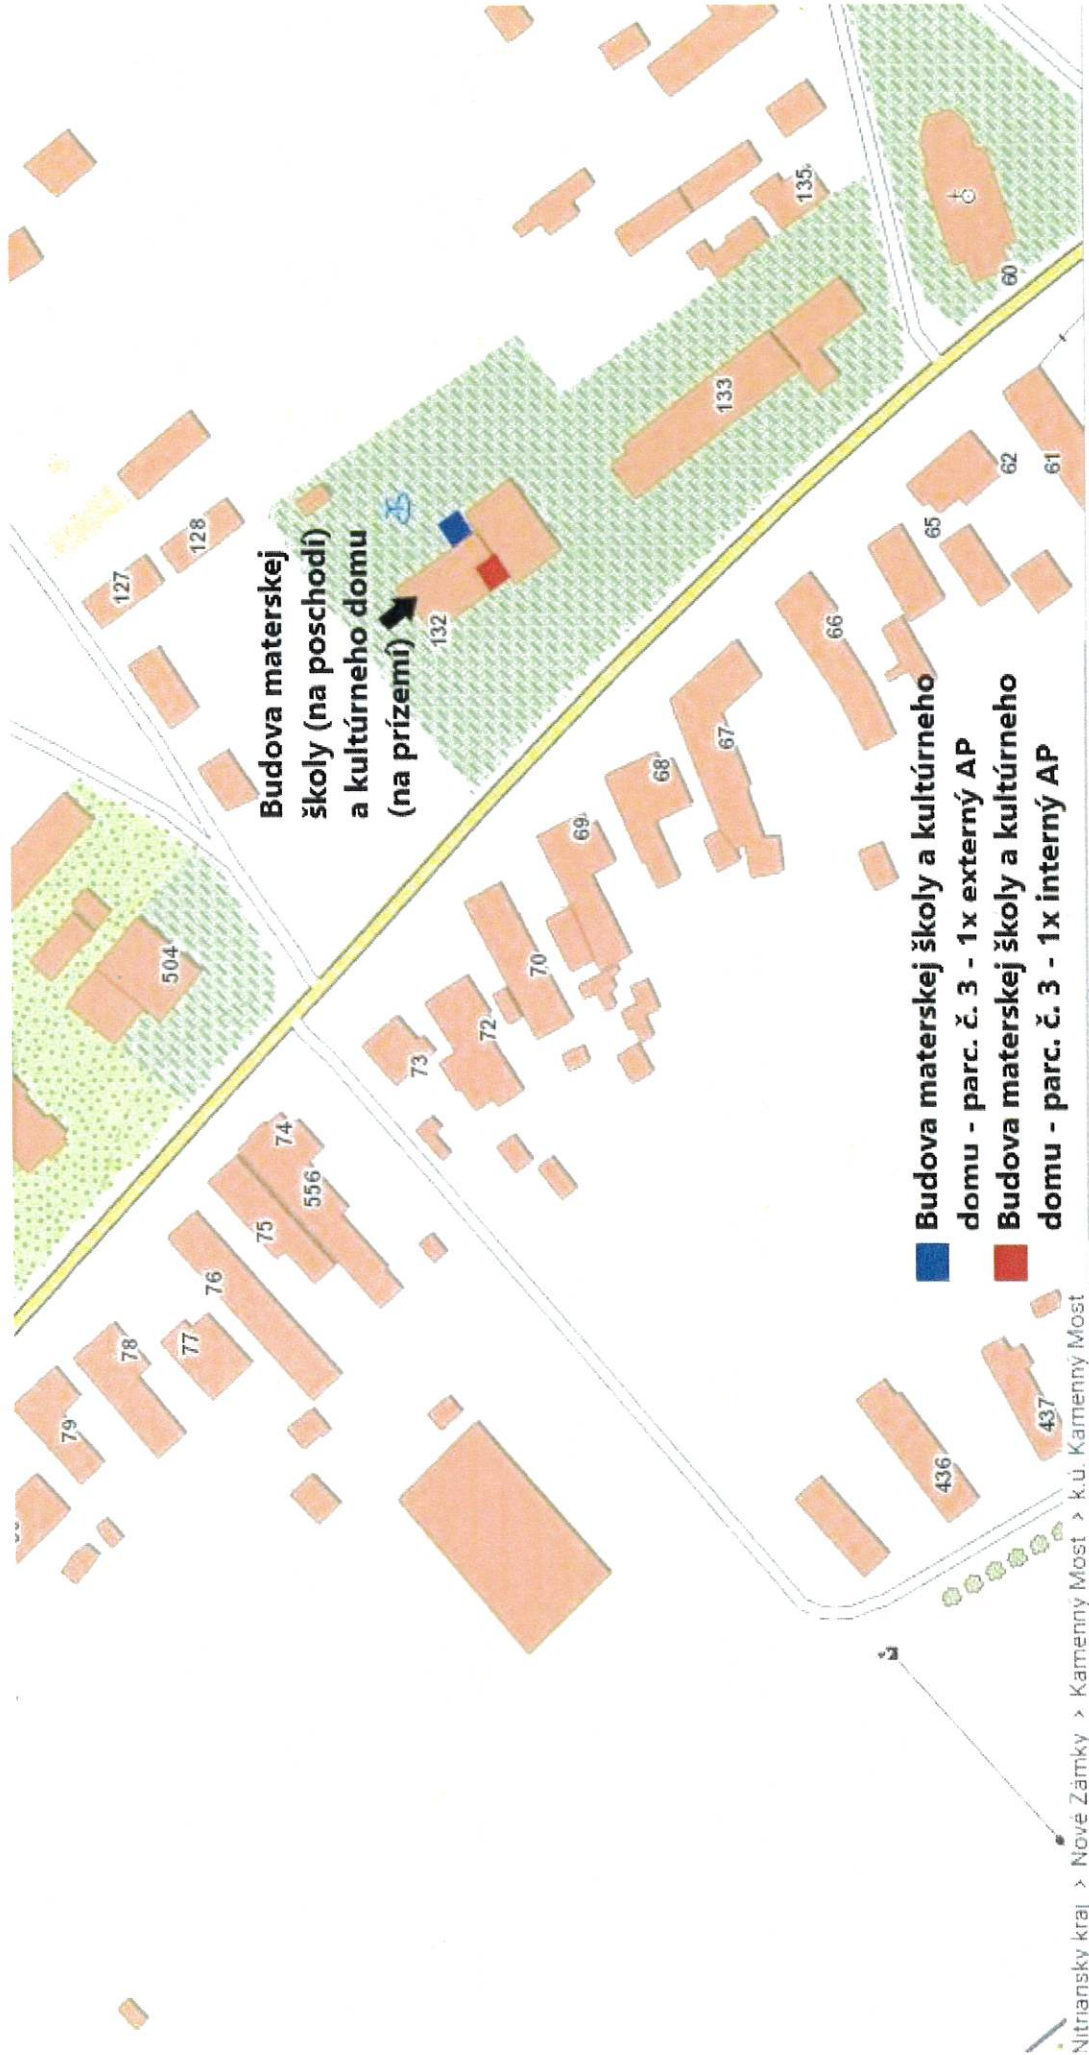 Budova materskej
školy (na poschodí)
a kultúrneho domu
(na prízemí)
127
128
132
133
135
60
61
62
65
66
67
68
69
70
72
73
504
74
556
75
76
77
78
79
436
437
Budova materskej školy a kultúrneho
domu - parc. č. 3 - 1x externý AP
Budova materskej školy a kultúrneho
domu - parc. č. 3 - 1x interný AP
Nitriansky kraj > Nové Zámky > Kamenný Most > k.ú. Kamenný Most